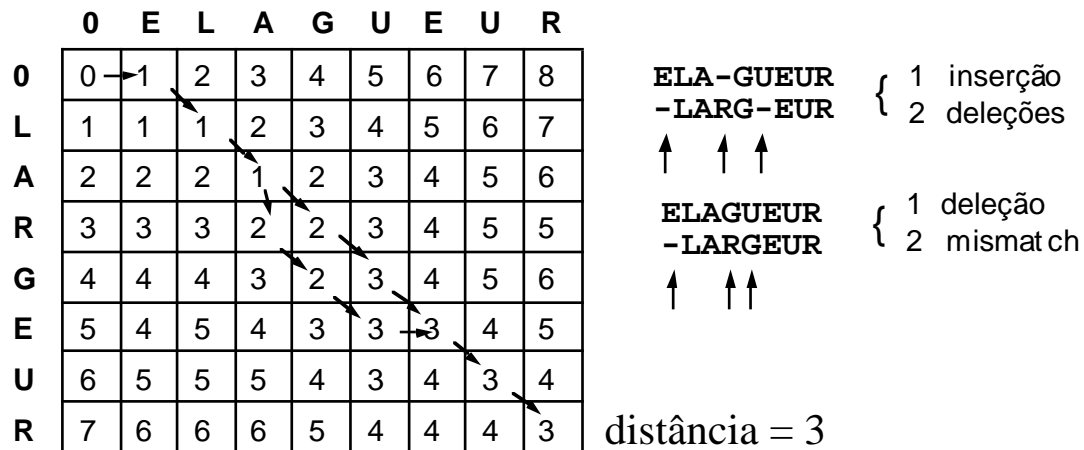 0 E L A G U E U R
0 0 1 2 3 4 5 6 7 8
L 1 1 1 2 3 4 5 6 7
A 2 2 2 1 2 3 4 5 6
R 3 3 3 2 2 3 4 5 5
G 4 4 4 3 2 3 4 5 6
E 5 4 5 4 3 3 3 4 5
U 6 5 5 5 4 3 4 3 4
R 7 6 6 6 5 4 4 4 3
ELA-GUEUR { 1 inserção
-LARG-EUR 2 deleções
ELAGUEUR { 1 deleção
-LARGEUR 2 mismatch
distância = 3